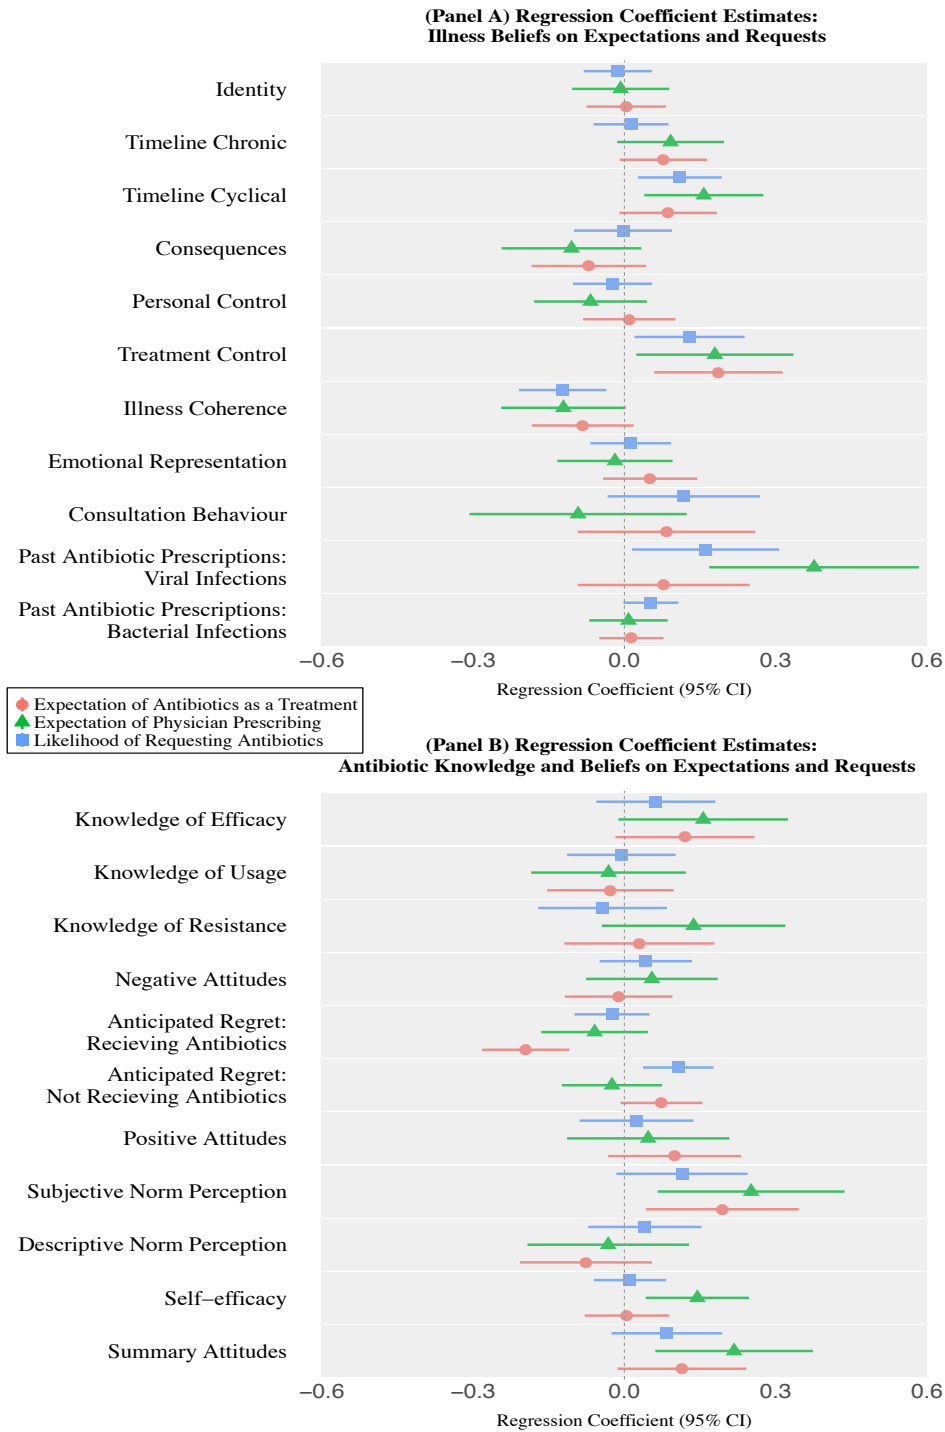 (Panel A) Regression Coefficient Estimates:
Illness Beliefs on Expectations and Requests
Identity
Timeline Chronic
Timeline Cyclical
Consequences
Personal Control
Treatment Control
Illness Coherence
Emotional Representation
Consultation Behaviour
Past Antibiotic Prescriptions:
Viral Infections
Past Antibiotic Prescriptions:
Bacterial Infections
−0.6 −0.3 0.0 0.3 0.6
Regression Coefficient (95% CI)
Expectation of Antibiotics as a Treatment
Expectation of Physician Prescribing
Likelihood of Requesting Antibiotics
(Panel B) Regression Coefficient Estimates:
Antibiotic Knowledge and Beliefs on Expectations and Requests
Knowledge of Efficacy
Knowledge of Usage
Knowledge of Resistance
Negative Attitudes
Anticipated Regret:
Recieving Antibiotics
Anticipated Regret:
Not Recieving Antibiotics
Positive Attitudes
Subjective Norm Perception
Descriptive Norm Perception
Self−efficacy
Summary Attitudes
−0.6 −0.3 0.0 0.3 0.6
Regression Coefficient (95% CI)